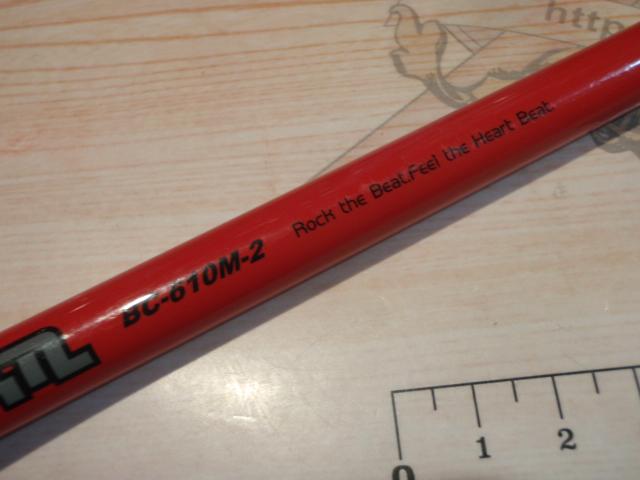 http
Rock the Beat.Feel the Heart Beat.
BC-610M-2
0 1 2